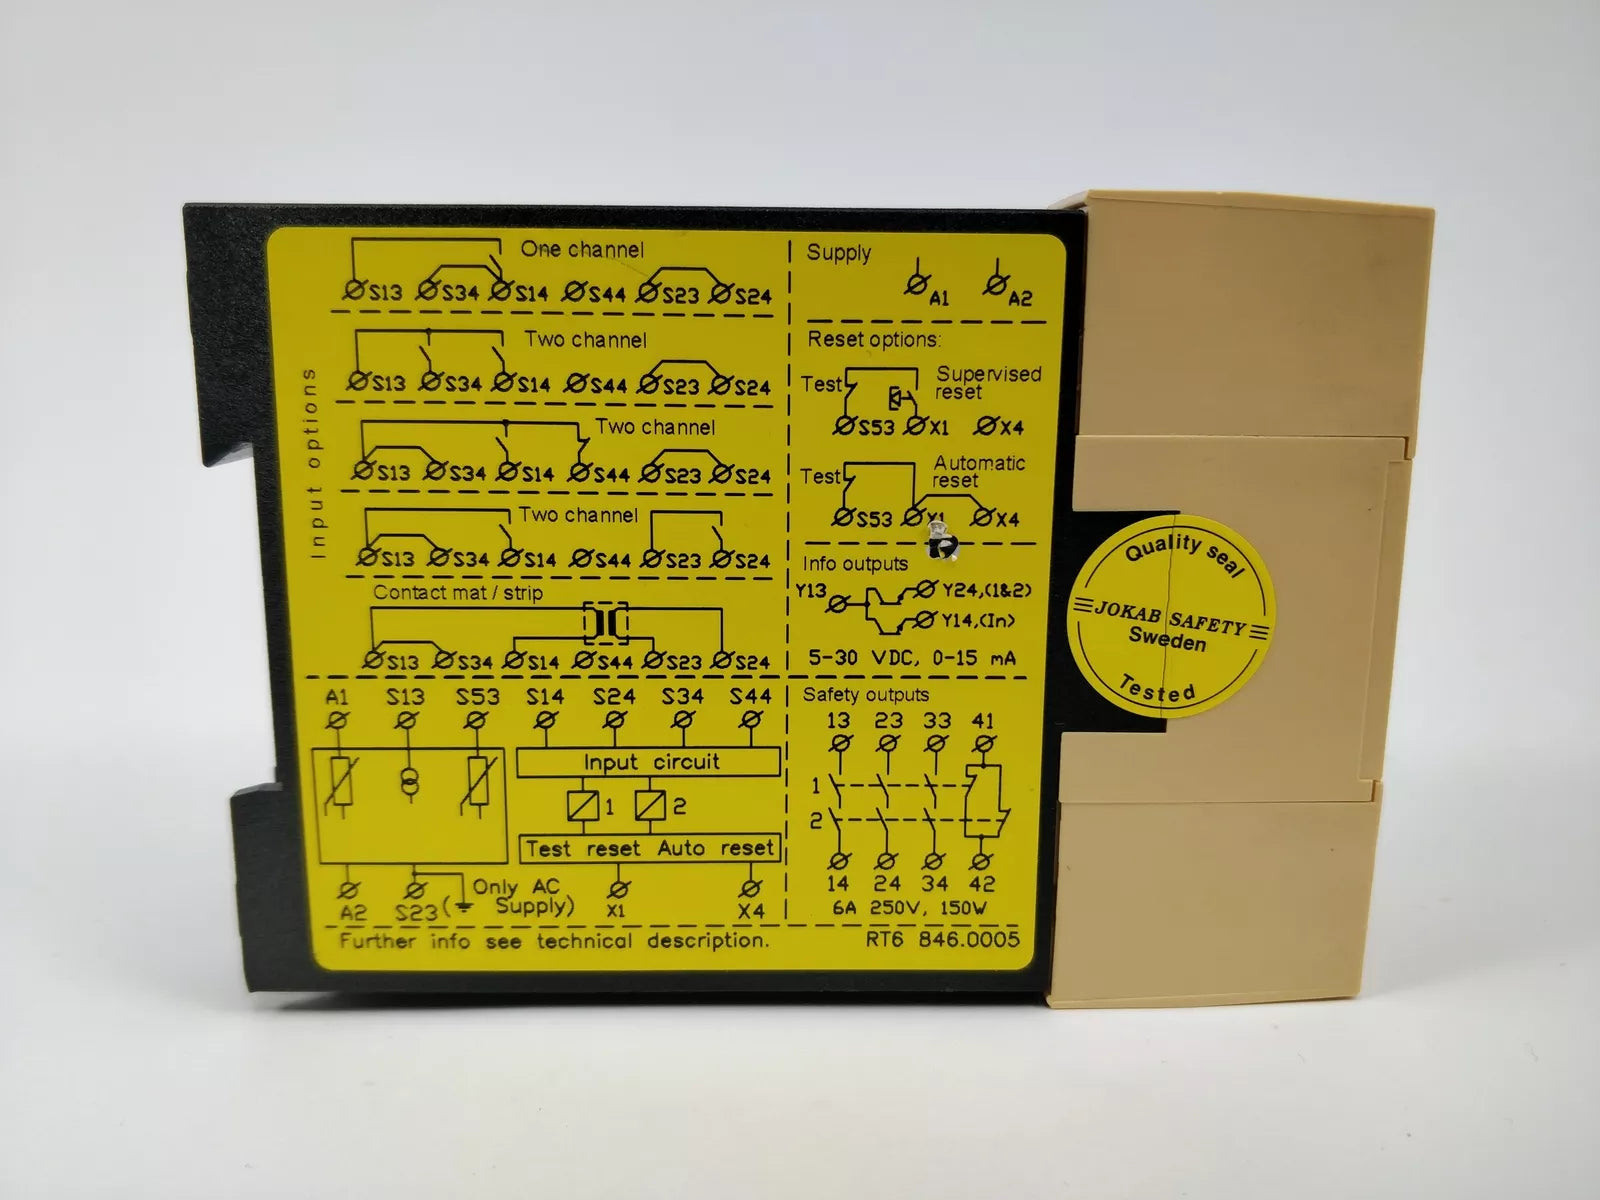 Input options
One channel
S13 S34 S14 S44 S23 S24
Two channel
S13 S34 S14 S44 S23 S24
Two channel
S13 S34 S14 S44 S23 S24
Two channel
S13 S34 S14 S44 S23 S24
Contact mat / strip
S13 S34 S14 S44 S23 S24
Supply
A1 A2
Reset options:
Test Supervised
reset
S53 X1 X4
Test Automatic
reset
S53 X1 X4
Info outputs
Y13 Y24,(1&2)
Y14,(In)
5-30 VDC, 0-15 mA
A1 S13 S53 S14 S24 S34 S44
Input circuit
1 2
Test reset Auto reset
Only AC
A2 S23 ( Supply) X1 X4
Safety outputs
13 23 33 41
1
2
14 24 34 42
6A 250V, 150W
Further info see technical description. RT6 846.0005
Quality seal
JOKAB SAFETY
Sweden
Tested